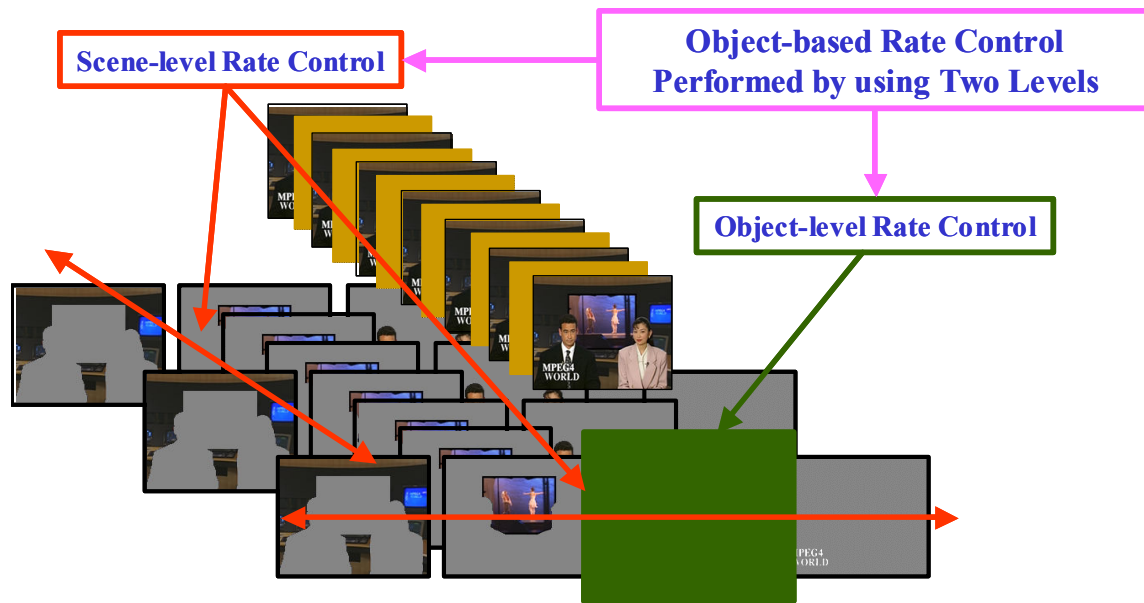 Scene-level Rate Control
Object-based Rate Control
Performed by using Two Levels
Object-level Rate Control
MPEG4
WORLD